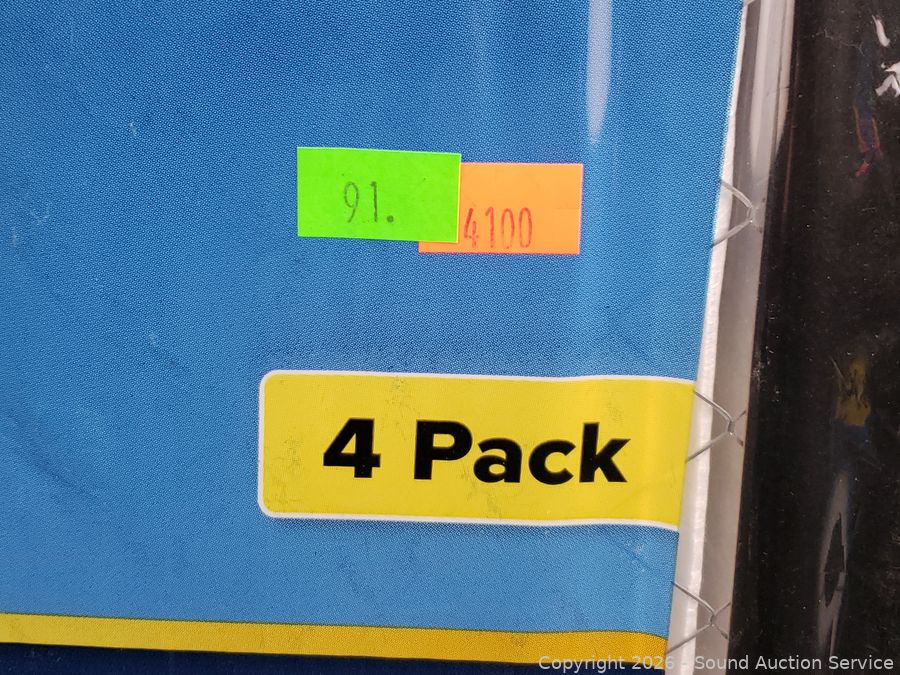 91.
4100
4 Pack
Copyright 2026 - Sound Auction Service